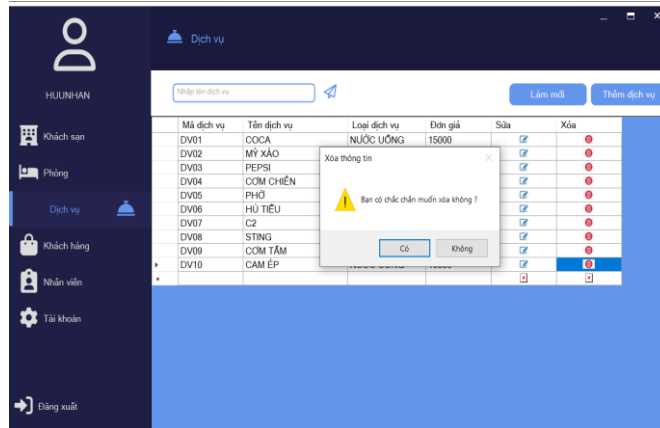 Dịch vụ
HUUNHAN
Nhập tên dịch vụ
Làm mới
Thêm dịch vụ
Khách sạn
Phòng
Dịch vụ
Khách hàng
Nhân viên
Tài khoản
Đăng xuất
Mã dịch vụ Tên dịch vụ Loại dịch vụ Đơn giá Sửa Xóa
DV01 COCA NƯỚC UỐNG 15000
DV02 MỲ XÀO
DV03 PEPSI
DV04 CƠM CHIÊN
DV05 PHỞ
DV06 HỦ TIẾU
DV07 C2
DV08 STING
DV09 CƠM TẤM
DV10 CAM ÉP
Xóa thông tin
Bạn có chắc chắn muốn xóa không ?
Có
Không